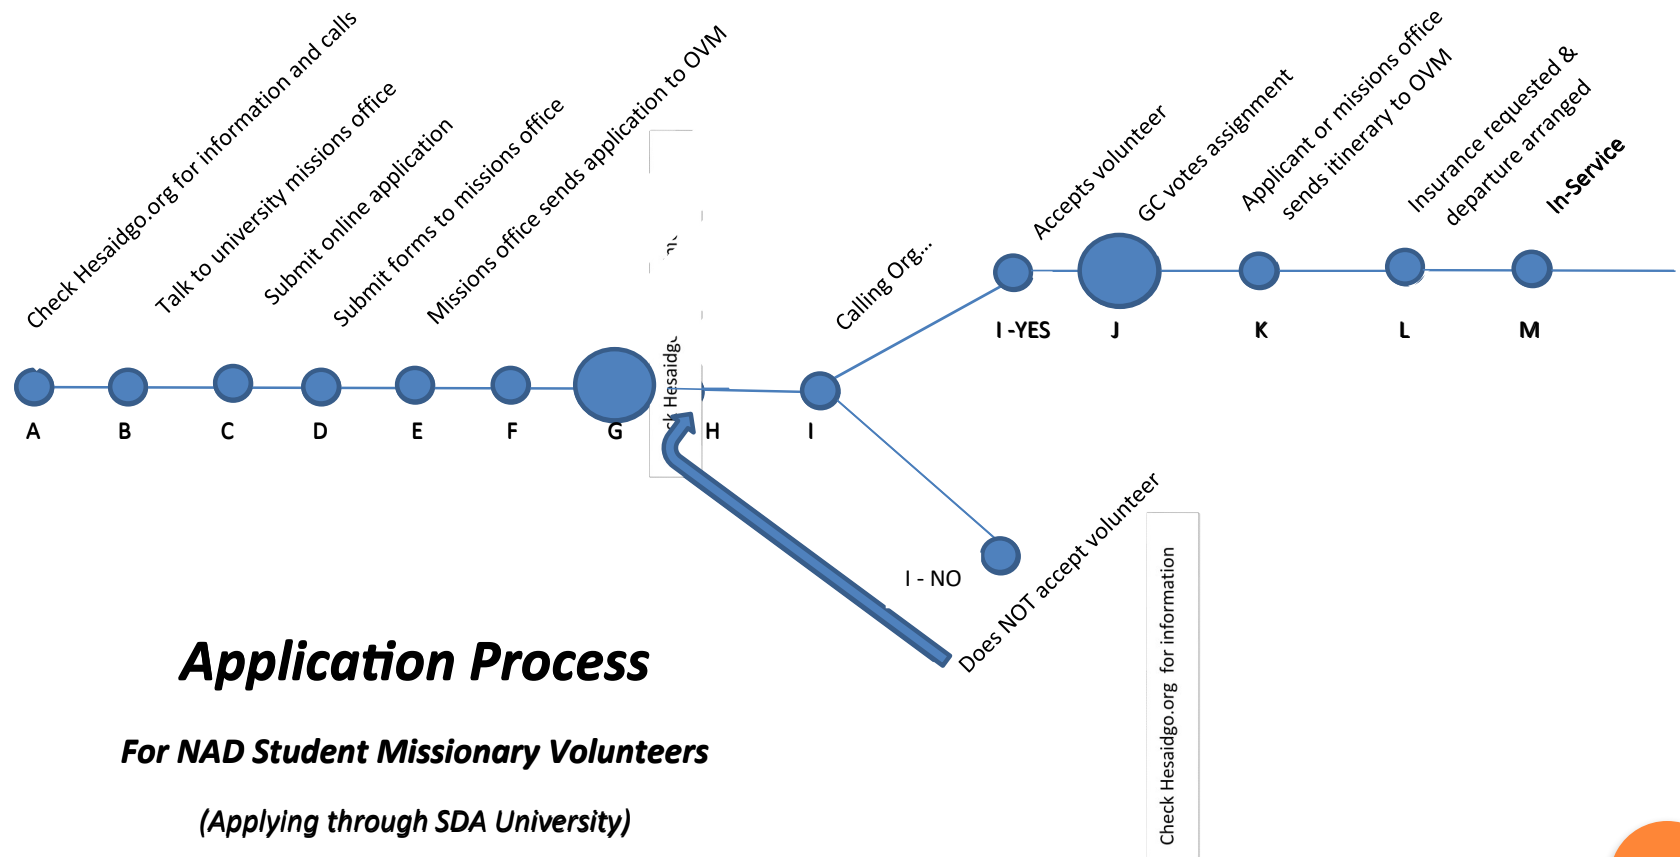 Check Hesaidgo.org for information and calls
Talk to university missions office
Submit online application
Submit forms to missions office
Missions office sends application to OVM
Calling Org...
Accepts volunteer
GC votes assignment
Applicant or missions office
sends itinerary to OVM
Insurance requested &
departure arranged
In-Service
A
B
C
D
E
F
G
H
I
I -YES
J
K
L
M
ck Hesaidgo
I - NO
Does NOT accept volunteer
Check Hesaidgo.org for information
Application Process
For NAD Student Missionary Volunteers
(Applying through SDA University)